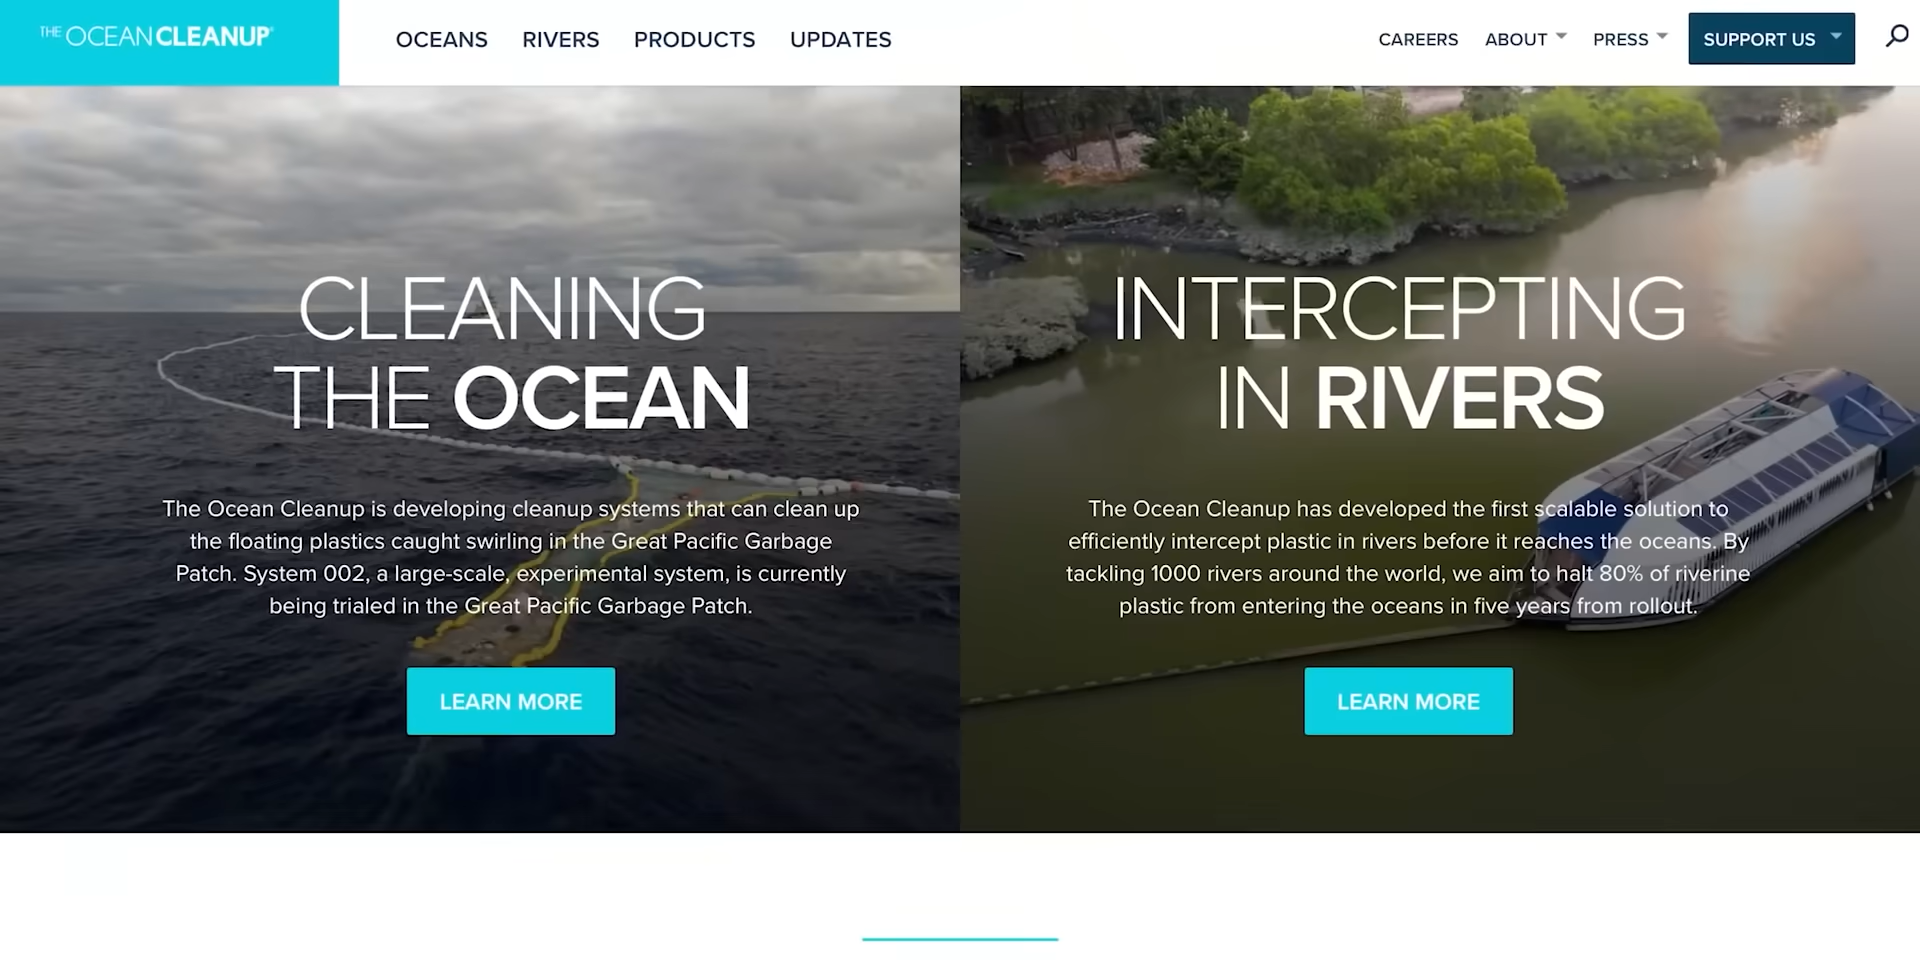 THE OCEAN CLEANUP
OCEANS RIVERS PRODUCTS UPDATES
CAREERS ABOUT PRESS SUPPORT US
CLEANING
THE OCEAN
The Ocean Cleanup is developing cleanup systems that can clean up
the floating plastics caught swirling in the Great Pacific Garbage
Patch. System 002, a large-scale, experimental system, is currently
being trialed in the Great Pacific Garbage Patch.
LEARN MORE
INTERCEPTING
IN RIVERS
The Ocean Cleanup has developed the first scalable solution to
efficiently intercept plastic in rivers before it reaches the oceans. By
tackling 1000 rivers around the world, we aim to halt 80% of riverine
plastic from entering the oceans in five years from rollout.
LEARN MORE